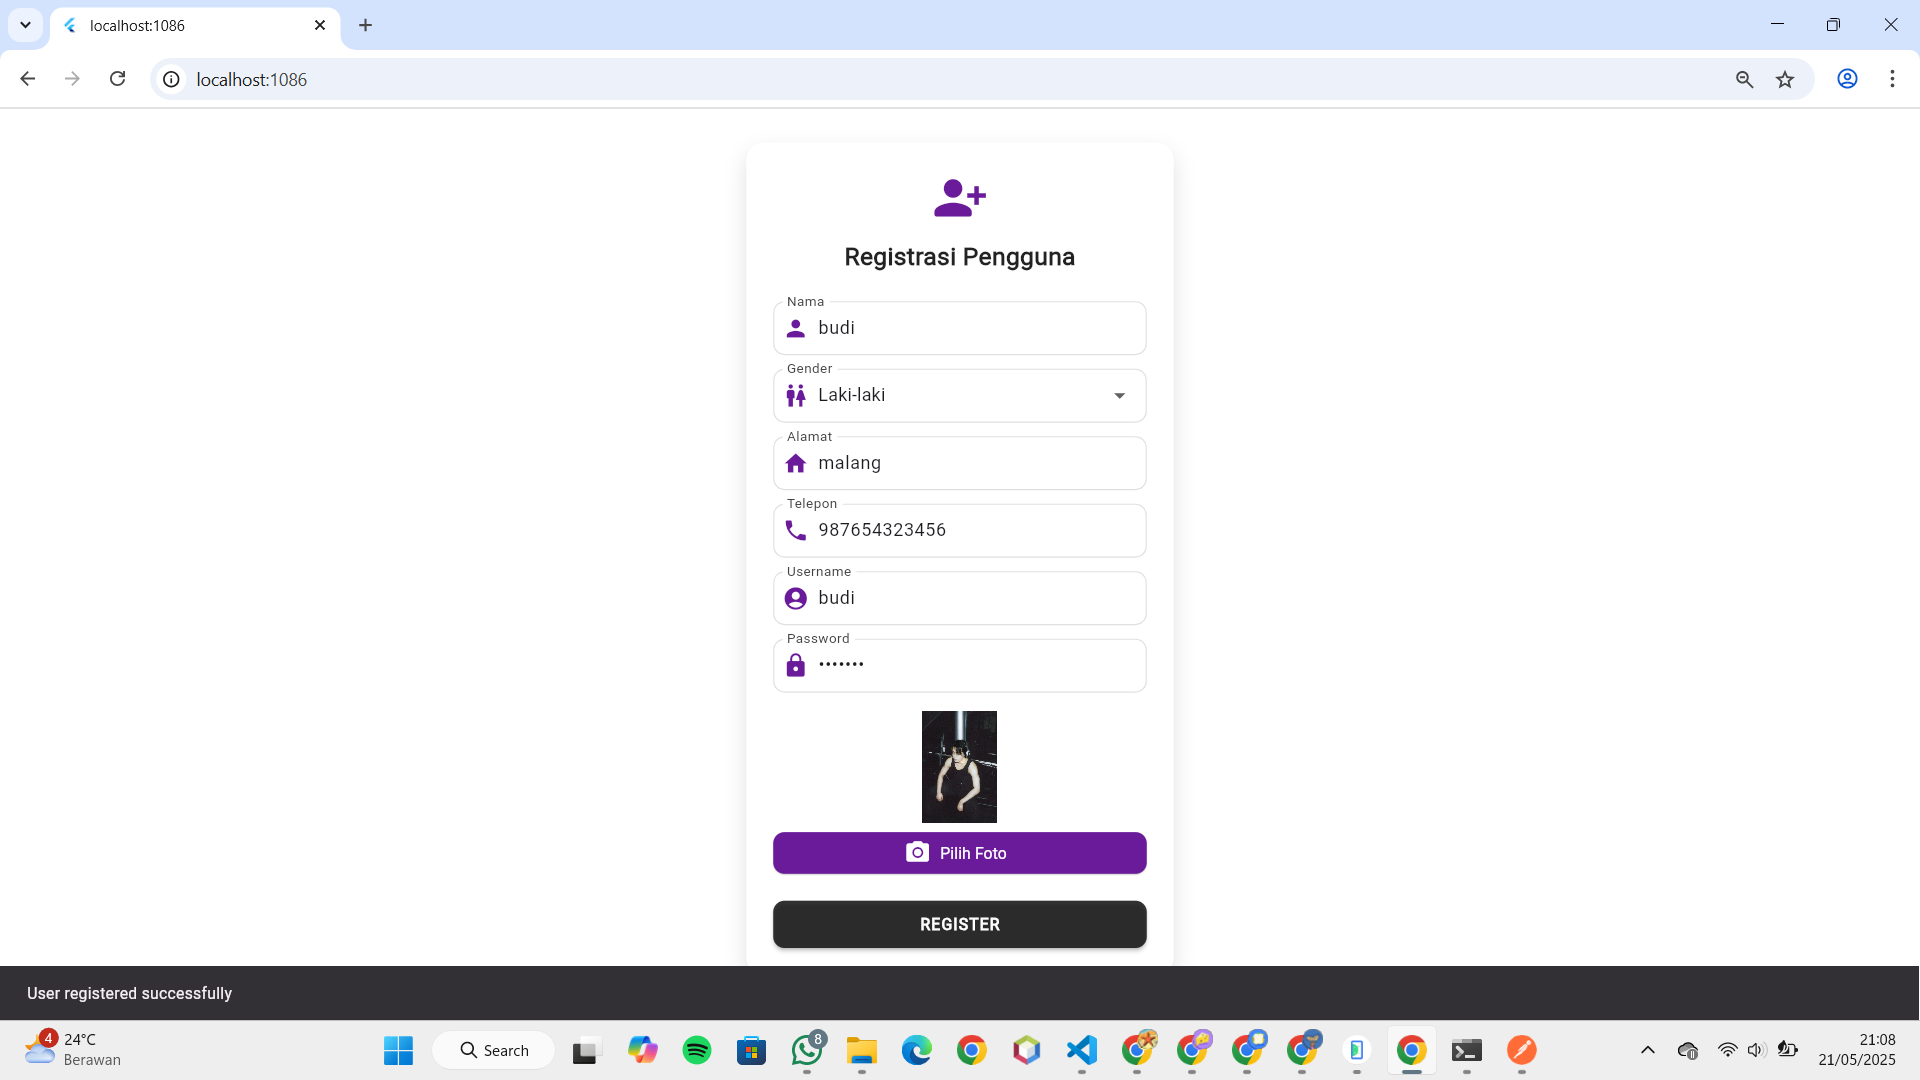 localhost:1086
localhost:1086
Registrasi Pengguna
Nama
budi
Gender
Laki-laki
Alamat
malang
Telepon
987654323456
Username
budi
Password
•••••••
Pilih Foto
REGISTER
User registered successfully
4
24°C
Berawan
Search
8
21:08
21/05/2025